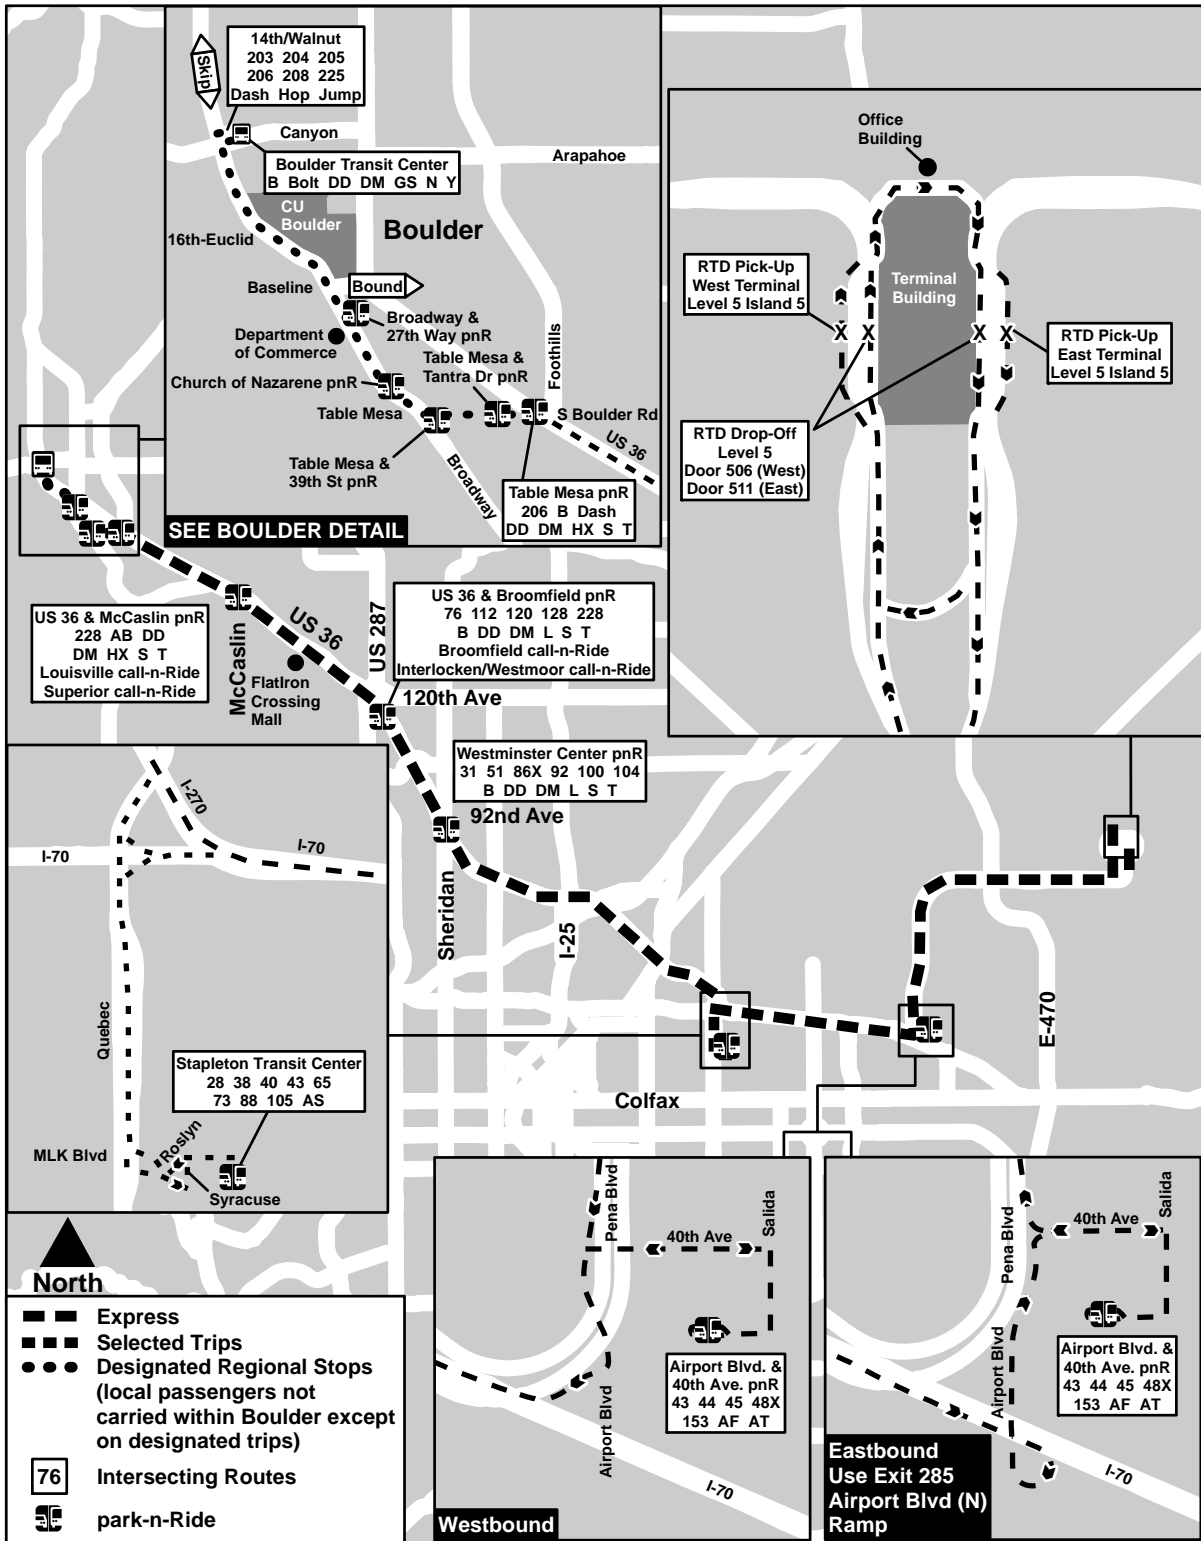 14th/Walnut
203 204 205
206 208 225
Dash Hop Jump
Skip
Canyon
Arapahoe
Boulder Transit Center
B Bolt DD DM GS N Y
CU
Boulder
Boulder
16th-Euclid
Baseline
Bound
Broadway &
27th Way pnR
Department
of Commerce
Table Mesa &
Tantra Dr pnR
Foothills
Church of Nazarene pnR
Table Mesa
S Boulder Rd
US 36
Table Mesa &
39th St pnR
Broadway
Table Mesa pnR
206 B Dash
DD DM HX S T
SEE BOULDER DETAIL
Office
Building
RTD Pick-Up
West Terminal
Level 5 Island 5
Terminal
Building
X X X X
RTD Pick-Up
East Terminal
Level 5 Island 5
RTD Drop-Off
Level 5
Door 506 (West)
Door 511 (East)
US 36 & McCaslin pnR
228 AB DD
DM HX S T
Louisville call-n-Ride
Superior call-n-Ride
McCaslin
US 36
FlatIron
Crossing
Mall
US 287
US 36 & Broomfield pnR
76 112 120 128 228
B DD DM L S T
Broomfield call-n-Ride
Interlocken/Westmoor call-n-Ride
120th Ave
Westminster Center pnR
31 51 86X 92 100 104
B DD DM L S T
92nd Ave
Sheridan
I-25
E-470
Colfax
I-270
I-70
I-70
Quebec
Stapleton Transit Center
28 38 40 43 65
73 88 105 AS
MLK Blvd
Roslyn
Syracuse
North
Express
Selected Trips
Designated Regional Stops
(local passengers not
carried within Boulder except
on designated trips)
76 Intersecting Routes
park-n-Ride
Pena Blvd
40th Ave
Salida
Airport Blvd. &
40th Ave. pnR
43 44 45 48X
153 AF AT
Airport Blvd
I-70
Westbound
Pena Blvd
40th Ave
Salida
Airport Blvd. &
40th Ave. pnR
43 44 45 48X
153 AF AT
Airport Blvd
I-70
Eastbound
Use Exit 285
Airport Blvd (N)
Ramp